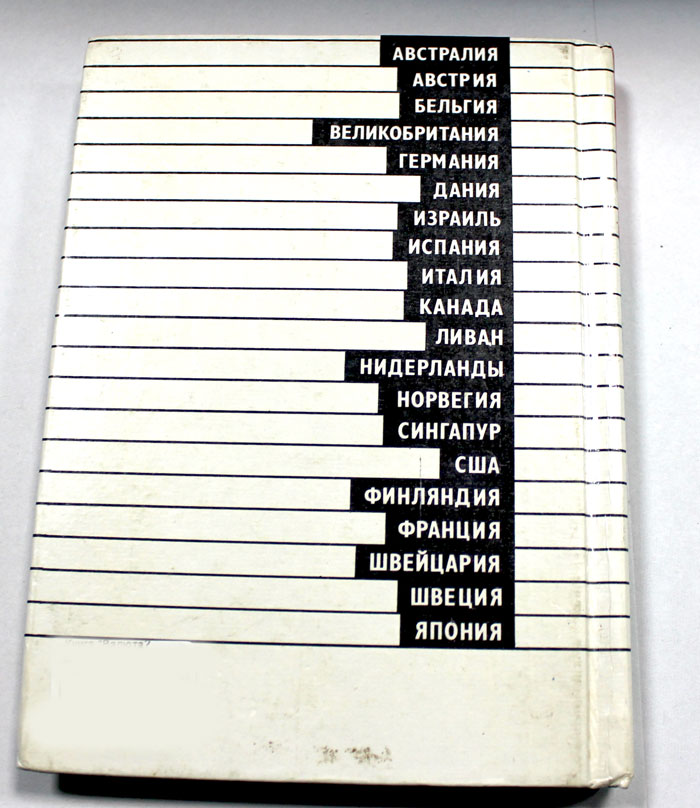 АВСТРАЛИЯ
АВСТРИЯ
БЕЛЬГИЯ
ВЕЛИКОБРИТАНИЯ
ГЕРМАНИЯ
ДАНИЯ
ИЗРАИЛЬ
ИСПАНИЯ
ИТАЛИЯ
КАНАДА
ЛИВАН
НИДЕРЛАНДЫ
НОРВЕГИЯ
СИНГАПУР
США
ФИНЛЯНДИЯ
ФРАНЦИЯ
ШВЕЙЦАРИЯ
ШВЕЦИЯ
ЯПОНИЯ